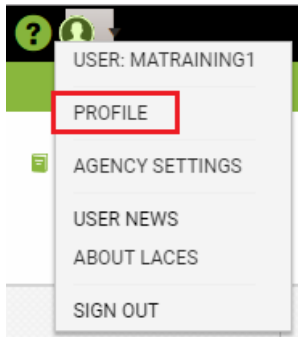 ?
USER: MATRAINING1
PROFILE
AGENCY SETTINGS
USER NEWS
ABOUT LACES
SIGN OUT